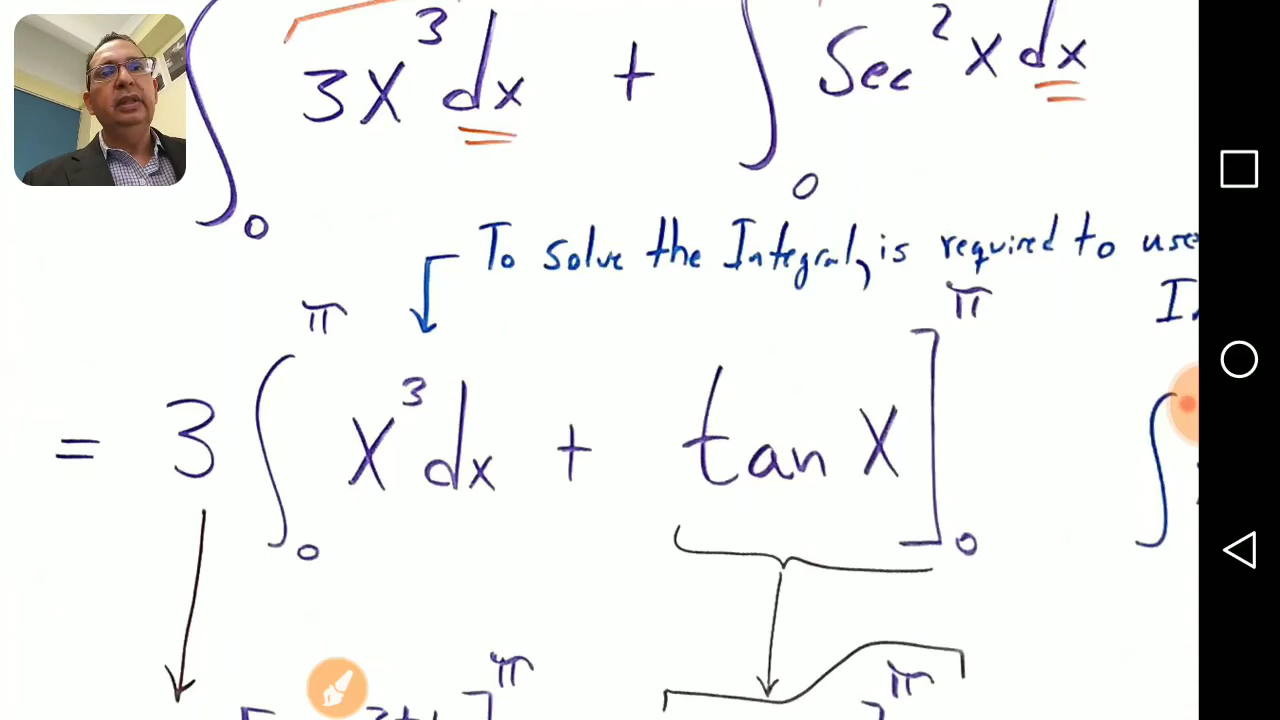 ∫₀ 3x³dx + ∫₀ Sec²x dx
To solve the Integral, is required to use
= 3 ∫₀^π x³dx + tan x]₀^π
π
π